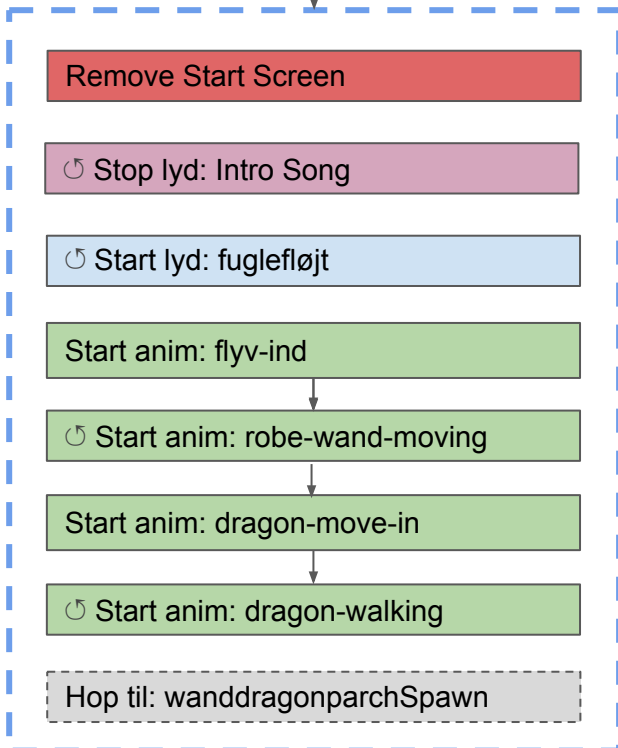 Remove Start Screen
↺ Stop lyd: Intro Song
↺ Start lyd: fuglefløjt
Start anim: flyv-ind
↺ Start anim: robe-wand-moving
Start anim: dragon-move-in
↺ Start anim: dragon-walking
Hop til: wanddragonparchSpawn